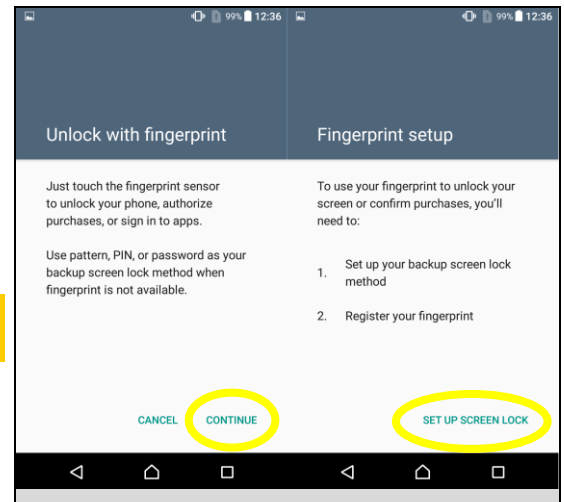 99% 12:36
Unlock with fingerprint
Just touch the fingerprint sensor
to unlock your phone, authorize
purchases, or sign in to apps.
Use pattern, PIN, or password as your
backup screen lock method when
fingerprint is not available.
CANCEL CONTINUE
99% 12:36
Fingerprint setup
To use your fingerprint to unlock your
screen or confirm purchases, you'll
need to:
1. Set up your backup screen lock
method
2. Register your fingerprint
SET UP SCREEN LOCK